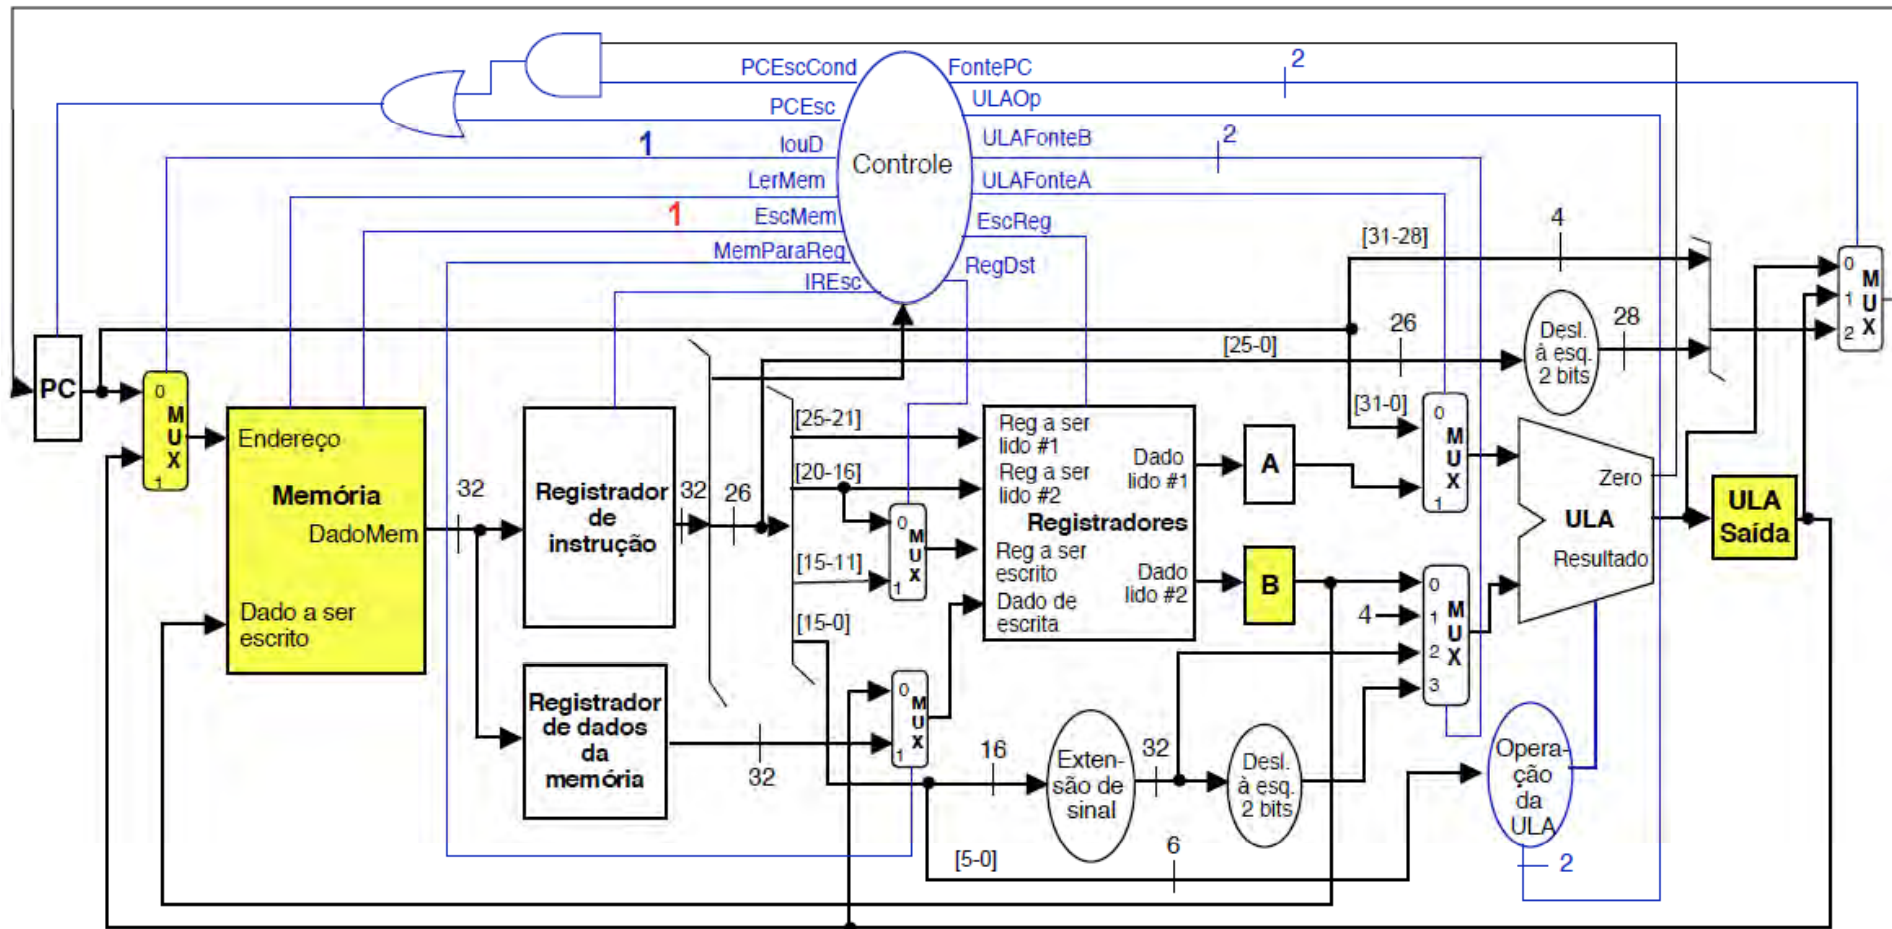 PCEscCond
FontePC
2
ULAOp
PCEsc
1
IouD
ULAFonteB
2
Controle
LerMem
ULAFonteA
1
EscMem
EscReg
MemParaReg
RegDst
IREsc
[31-28]
4
0
1
2
M
U
X
26
28
[25-0]
Desl.
à esq.
2 bits
PC
0
M
U
X
1
Endereço
Memória
DadoMem
Dado a ser
escrito
32
Registrador
de
instrução
32
26
[25-21]
[20-16]
[15-11]
[15-0]
0
M
U
X
1
Reg a ser
lido #1
Reg a ser
lido #2
Registradores
Reg a ser
escrito
Dado de
escrita
Dado
lido #1
Dado
lido #2
A
B
[31-0]
0
M
U
X
1
0
4
1
2
3
M
U
X
Zero
ULA
Resultado
ULA
Saída
Registrador
de dados
da
memória
32
0
M
U
X
1
16
Exten-
são de
sinal
32
Desl.
à esq.
2 bits
Opera-
ção
da
ULA
2
[5-0]
6